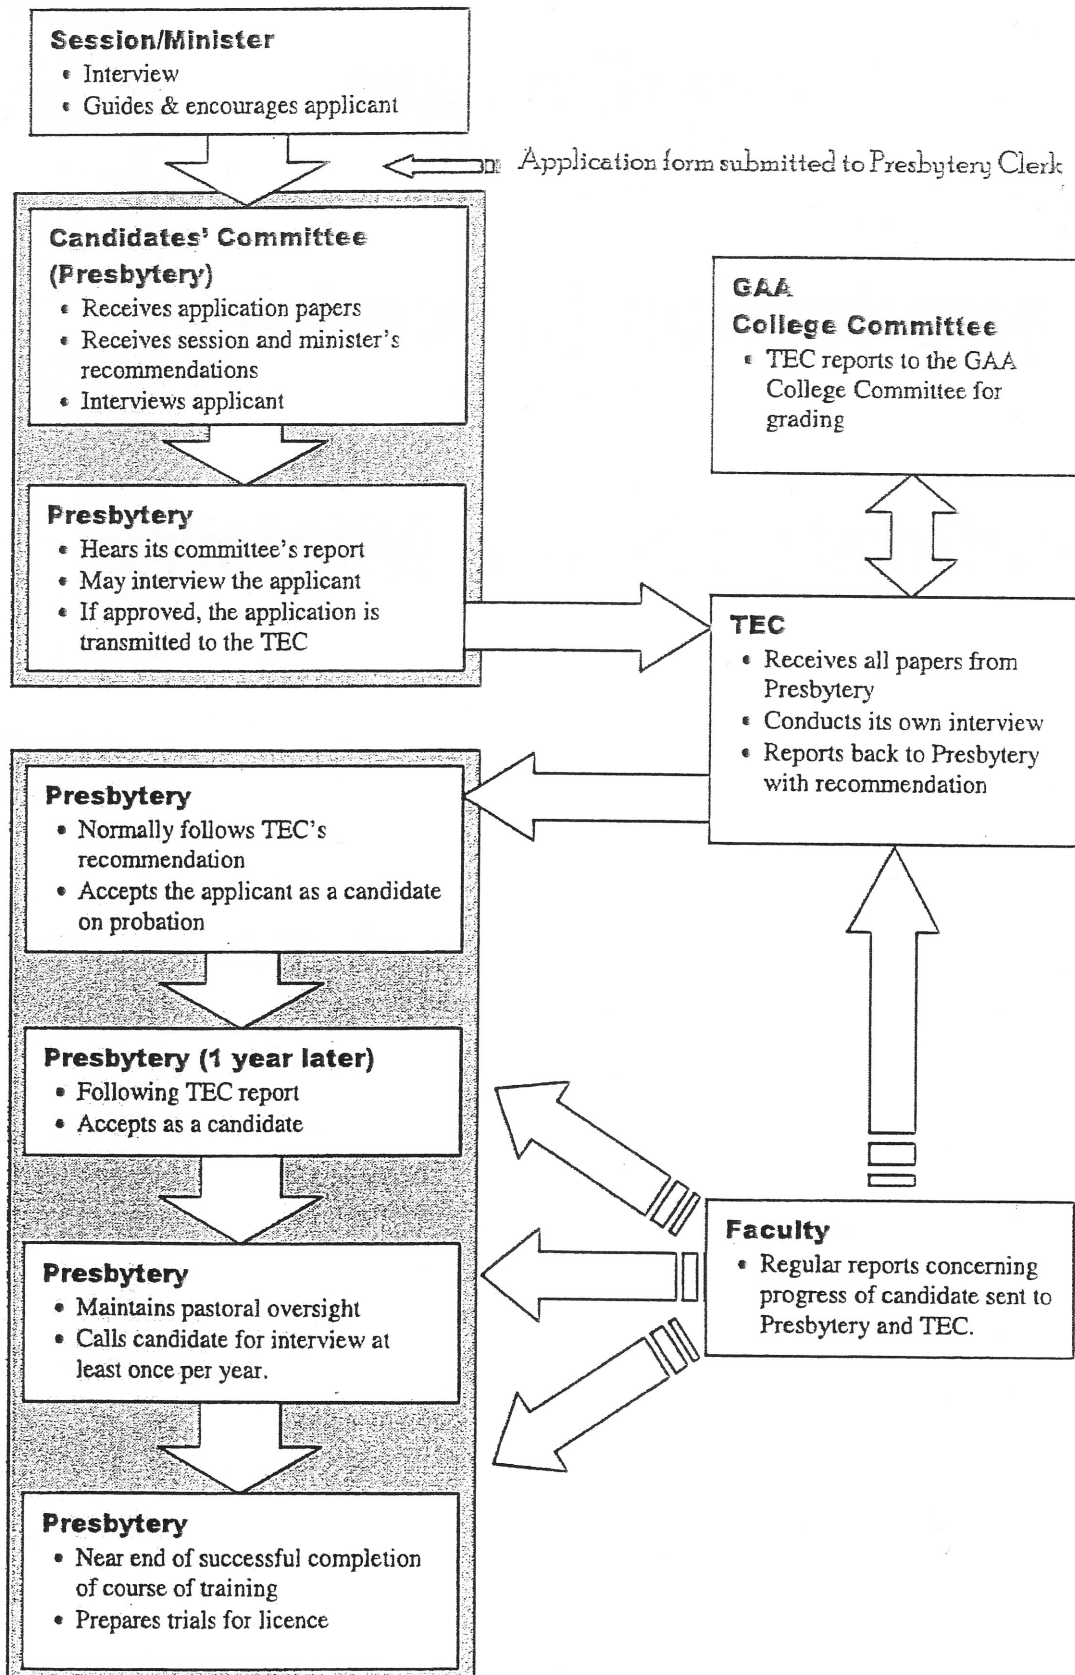 Session/Minister
• Interview
• Guides & encourages applicant
Application form submitted to Presbytery Clerk
Candidates' Committee
(Presbytery)
• Receives application papers
• Receives session and minister's
recommendations
• Interviews applicant
GAA
College Committee
• TEC reports to the GAA
College Committee for
grading
Presbytery
• Hears its committee's report
• May interview the applicant
• If approved, the application is
transmitted to the TEC
TEC
• Receives all papers from
Presbytery
• Conducts its own interview
• Reports back to Presbytery
with recommendation
Presbytery
• Normally follows TEC's
recommendation
• Accepts the applicant as a candidate
on probation
Presbytery (1 year later)
• Following TEC report
• Accepts as a candidate
Faculty
• Regular reports concerning
progress of candidate sent to
Presbytery and TEC.
Presbytery
• Maintains pastoral oversight
• Calls candidate for interview at
least once per year.
Presbytery
• Near end of successful completion
of course of training
• Prepares trials for licence